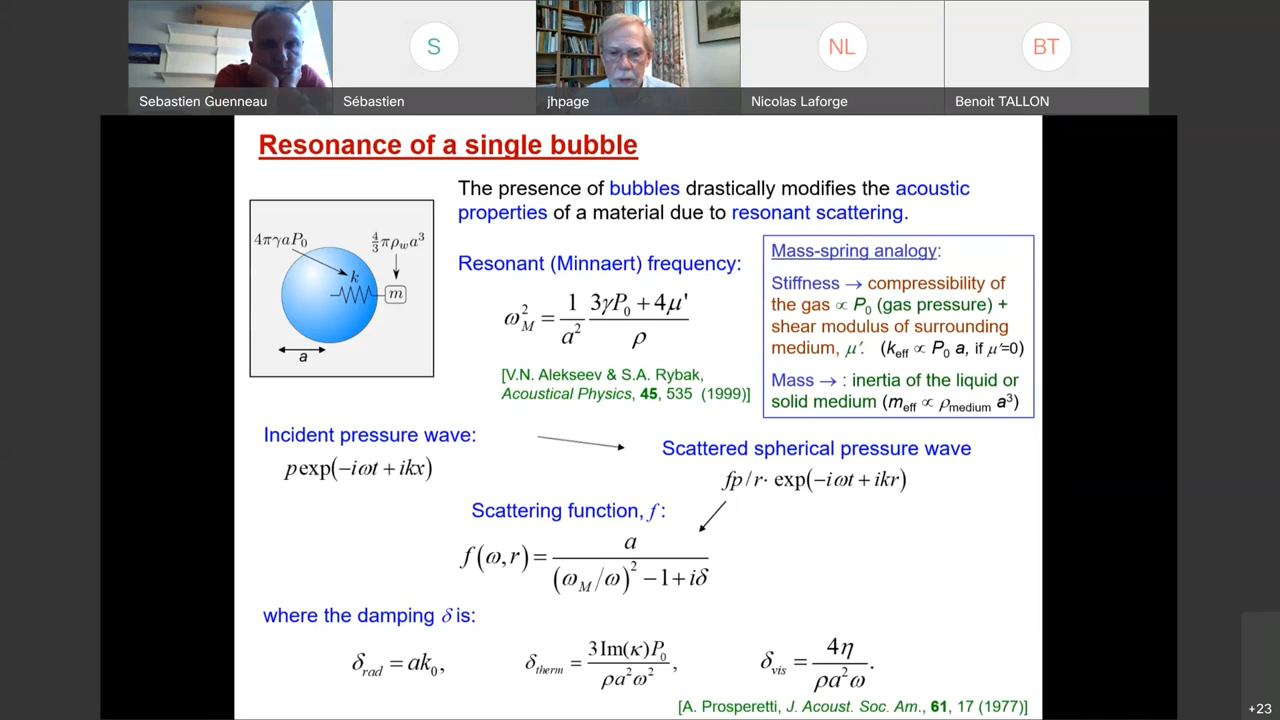 S
NL
BT
Sebastien Guenneau
Sébastien
jhpage
Nicolas Laforge
Benoit TALLON
Resonance of a single bubble
The presence of bubbles drastically modifies the acoustic
properties of a material due to resonant scattering.
4πγaP₀
4/3 πρ_w a³
k
m
a
Resonant (Minnaert) frequency:
ω_M² = 1/a² (3γP₀ + 4μ')/ρ
[V.N. Alekseev & S.A. Rybak,
Acoustical Physics, 45, 535 (1999)]
Mass-spring analogy:
Stiffness → compressibility of
the gas ∝ P₀ (gas pressure) +
shear modulus of surrounding
medium, μ'. (k_eff ∝ P₀ a, if μ'=0)
Mass → : inertia of the liquid or
solid medium (m_eff ∝ ρ_medium a³)
Incident pressure wave:
p exp(−iωt + ikx)
Scattered spherical pressure wave
fp/r· exp(−iωt + ikr)
Scattering function, f :
f(ω,r) = a / ((ω_M/ω)² − 1 + iδ)
where the damping δ is:
δ_rad = ak₀,
δ_therm = 3Im(κ)P₀ / ρa²ω²,
δ_vis = 4η / ρa²ω.
[A. Prosperetti, J. Acoust. Soc. Am., 61, 17 (1977)]
+23